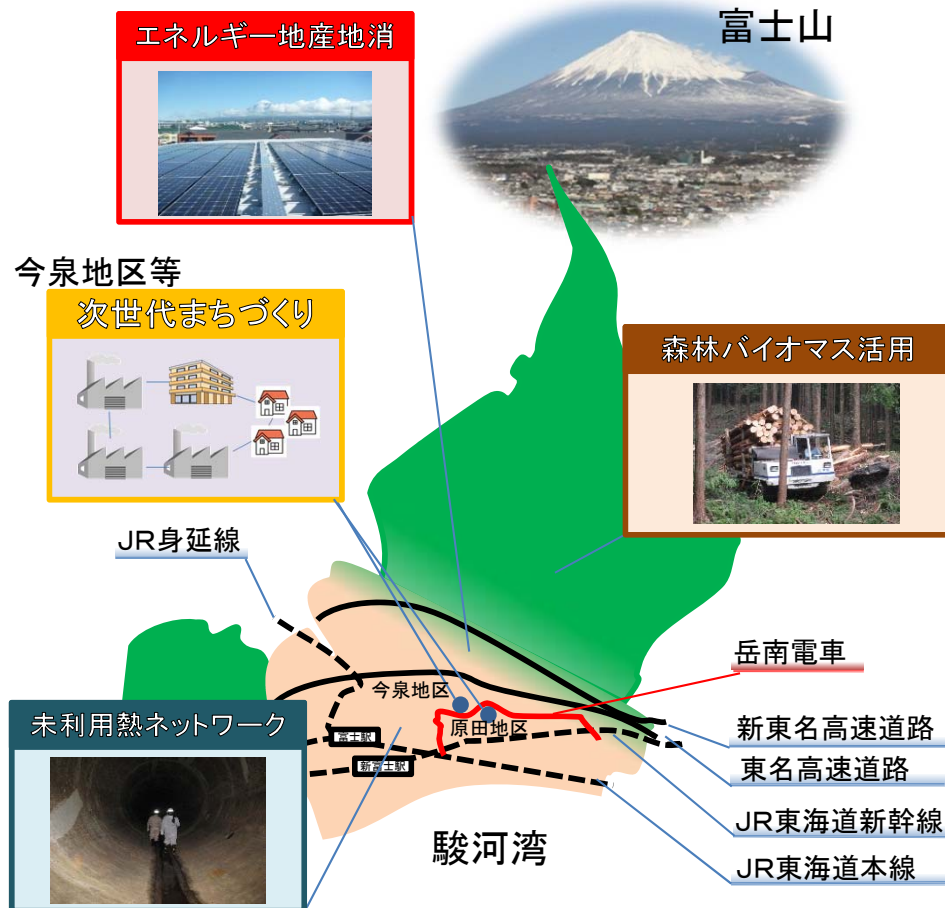 富士山
エネルギー地産地消
今泉地区等
次世代まちづくり
森林バイオマス活用
JR身延線
岳南電車
今泉地区
原田地区
未利用熱ネットワーク
富士駅
新富士駅
新東名高速道路
東名高速道路
JR東海道新幹線
JR東海道本線
駿河湾